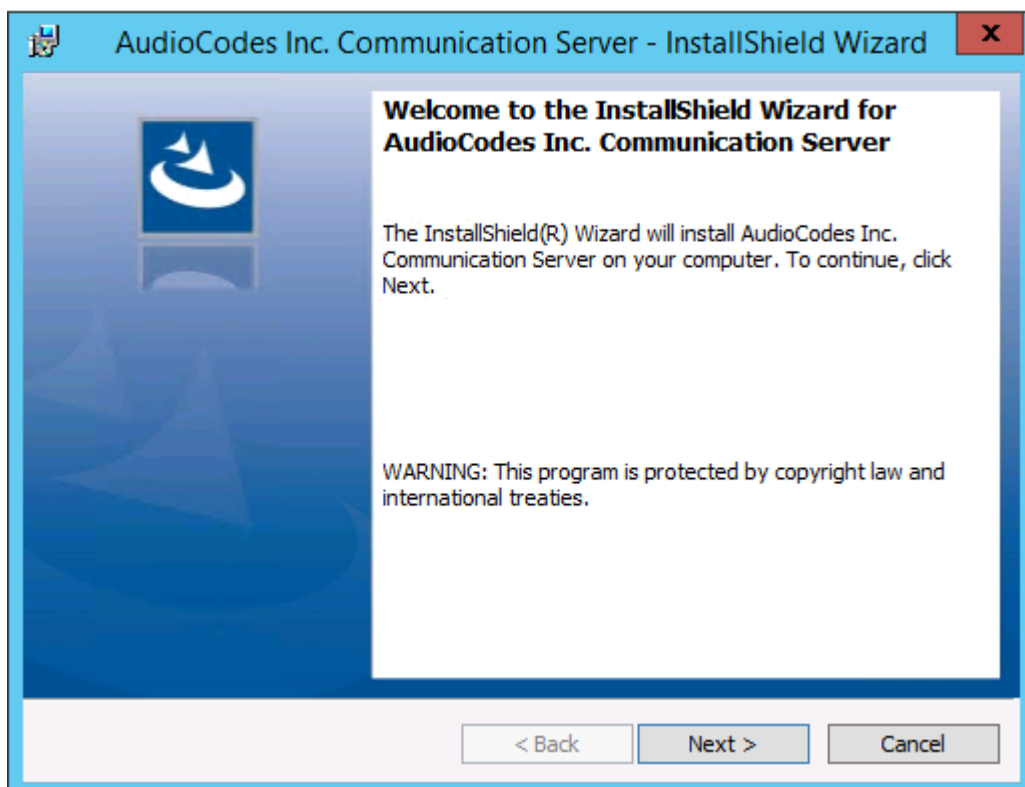 AudioCodes Inc. Communication Server - InstallShield Wizard
x
Welcome to the InstallShield Wizard for
AudioCodes Inc. Communication Server
The InstallShield(R) Wizard will install AudioCodes Inc.
Communication Server on your computer. To continue, click
Next.
WARNING: This program is protected by copyright law and
international treaties.
< Back
Next >
Cancel